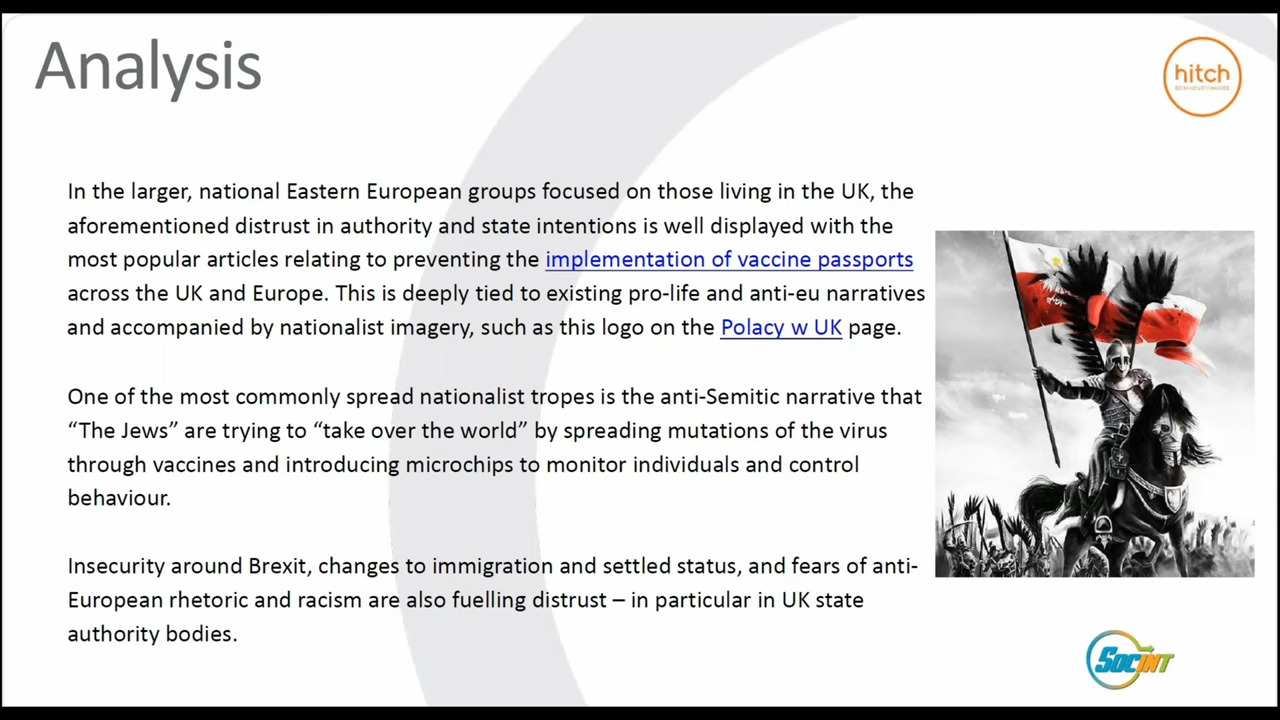 Analysis
hitch
In the larger, national Eastern European groups focused on those living in the UK, the
aforementioned distrust in authority and state intentions is well displayed with the
most popular articles relating to preventing the implementation of vaccine passports
across the UK and Europe. This is deeply tied to existing pro-life and anti-eu narratives
and accompanied by nationalist imagery, such as this logo on the Polacy w UK page.
One of the most commonly spread nationalist tropes is the anti-Semitic narrative that
“The Jews” are trying to “take over the world” by spreading mutations of the virus
through vaccines and introducing microchips to monitor individuals and control
behaviour.
Insecurity around Brexit, changes to immigration and settled status, and fears of anti-
European rhetoric and racism are also fuelling distrust – in particular in UK state
authority bodies.
SOCINT